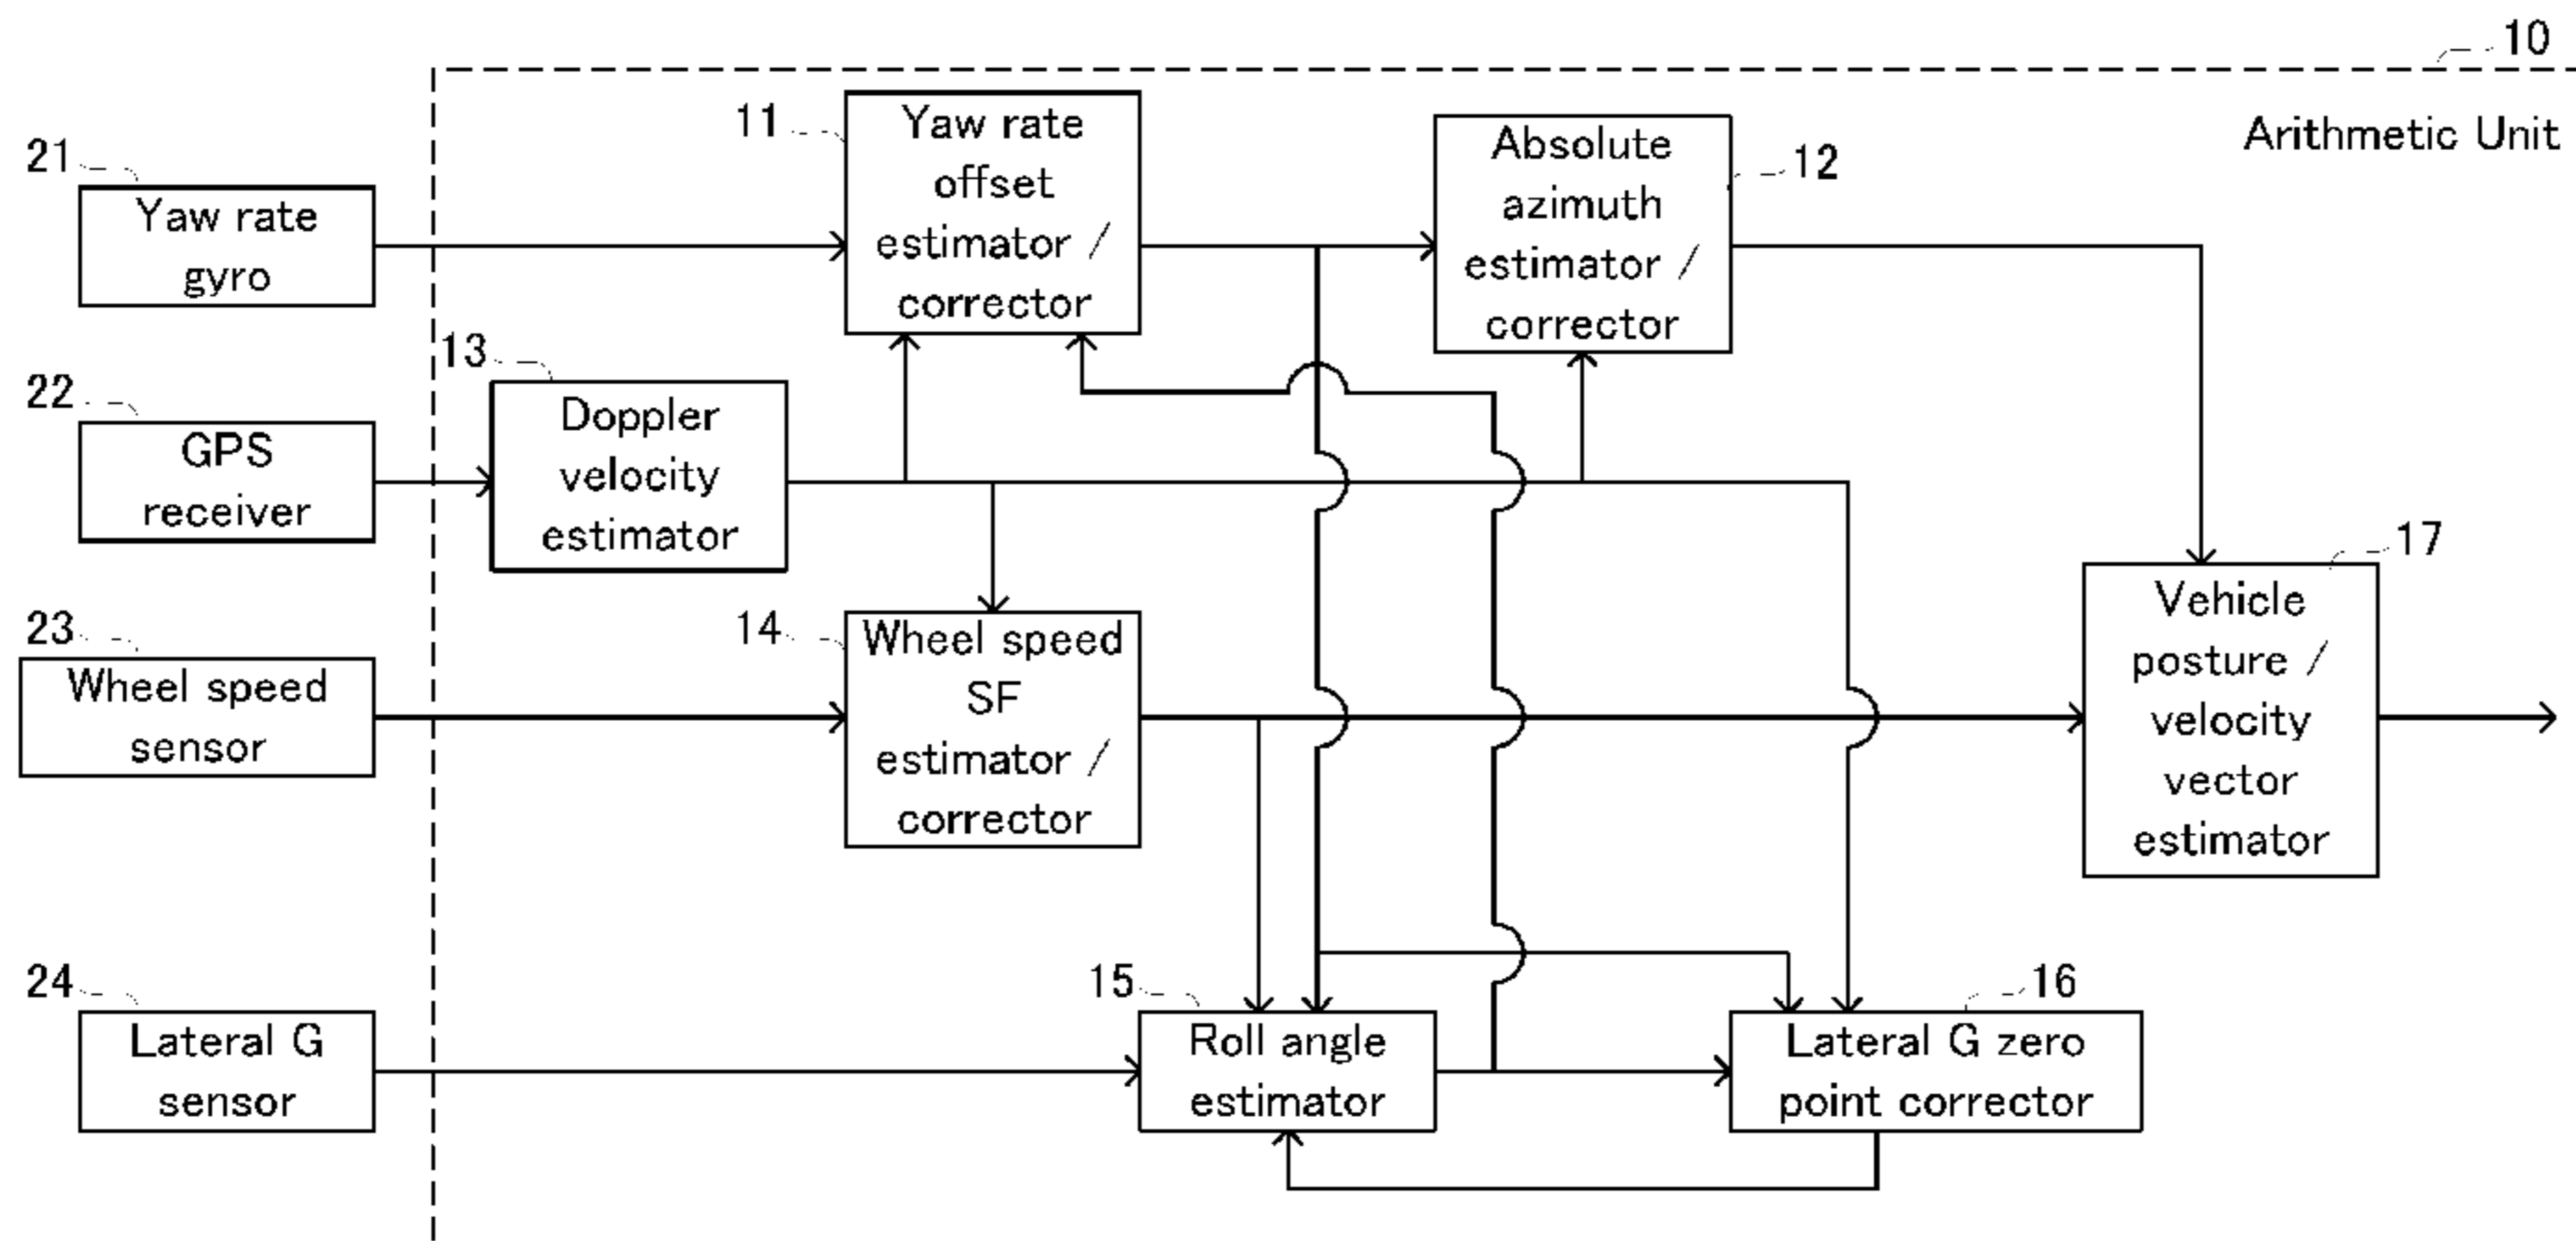 10
Arithmetic Unit
11
Yaw rate
offset
estimator /
corrector
12
Absolute
azimuth
estimator /
corrector
21
Yaw rate
gyro
13
Doppler
velocity
estimator
22
GPS
receiver
17
Vehicle
posture /
velocity
vector
estimator
23
Wheel speed
sensor
14
Wheel speed
SF
estimator /
corrector
24
Lateral G
sensor
15
Roll angle
estimator
16
Lateral G zero
point corrector